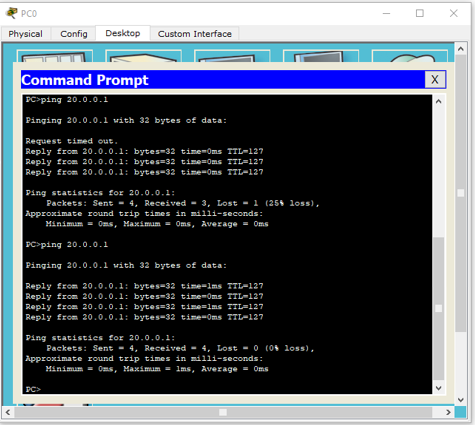 PC0
Physical Config Desktop Custom Interface
Command Prompt X
PC>ping 20.0.0.1
Pinging 20.0.0.1 with 32 bytes of data:
Request timed out.
Reply from 20.0.0.1: bytes=32 time=0ms TTL=127
Reply from 20.0.0.1: bytes=32 time=0ms TTL=127
Reply from 20.0.0.1: bytes=32 time=0ms TTL=127
Ping statistics for 20.0.0.1:
Packets: Sent = 4, Received = 3, Lost = 1 (25% loss),
Approximate round trip times in milli-seconds:
Minimum = 0ms, Maximum = 0ms, Average = 0ms
PC>ping 20.0.0.1
Pinging 20.0.0.1 with 32 bytes of data:
Reply from 20.0.0.1: bytes=32 time=1ms TTL=127
Reply from 20.0.0.1: bytes=32 time=1ms TTL=127
Reply from 20.0.0.1: bytes=32 time=0ms TTL=127
Reply from 20.0.0.1: bytes=32 time=0ms TTL=127
Ping statistics for 20.0.0.1:
Packets: Sent = 4, Received = 4, Lost = 0 (0% loss),
Approximate round trip times in milli-seconds:
Minimum = 0ms, Maximum = 1ms, Average = 0ms
PC>